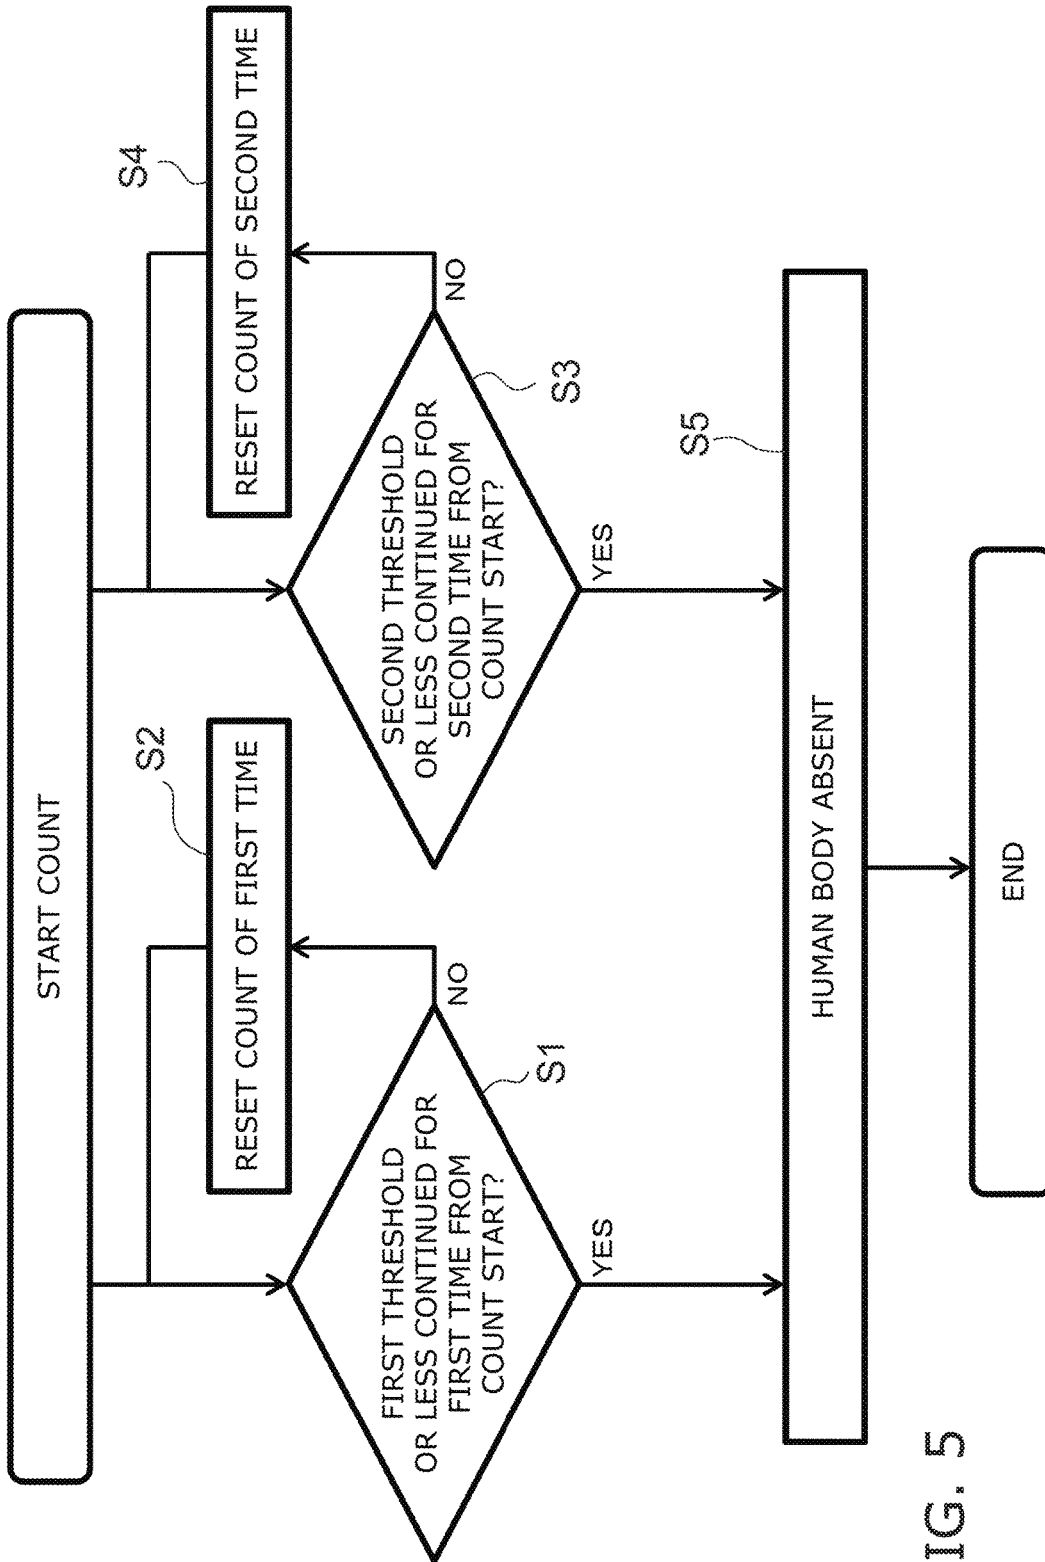 START COUNT
RESET COUNT OF FIRST TIME
S2
FIRST THRESHOLD
OR LESS CONTINUED FOR
FIRST TIME FROM
COUNT START?
S1
NO
YES
RESET COUNT OF SECOND TIME
S4
SECOND THRESHOLD
OR LESS CONTINUED FOR
SECOND TIME FROM
COUNT START?
S3
NO
YES
HUMAN BODY ABSENT
S5
END
IG. 5